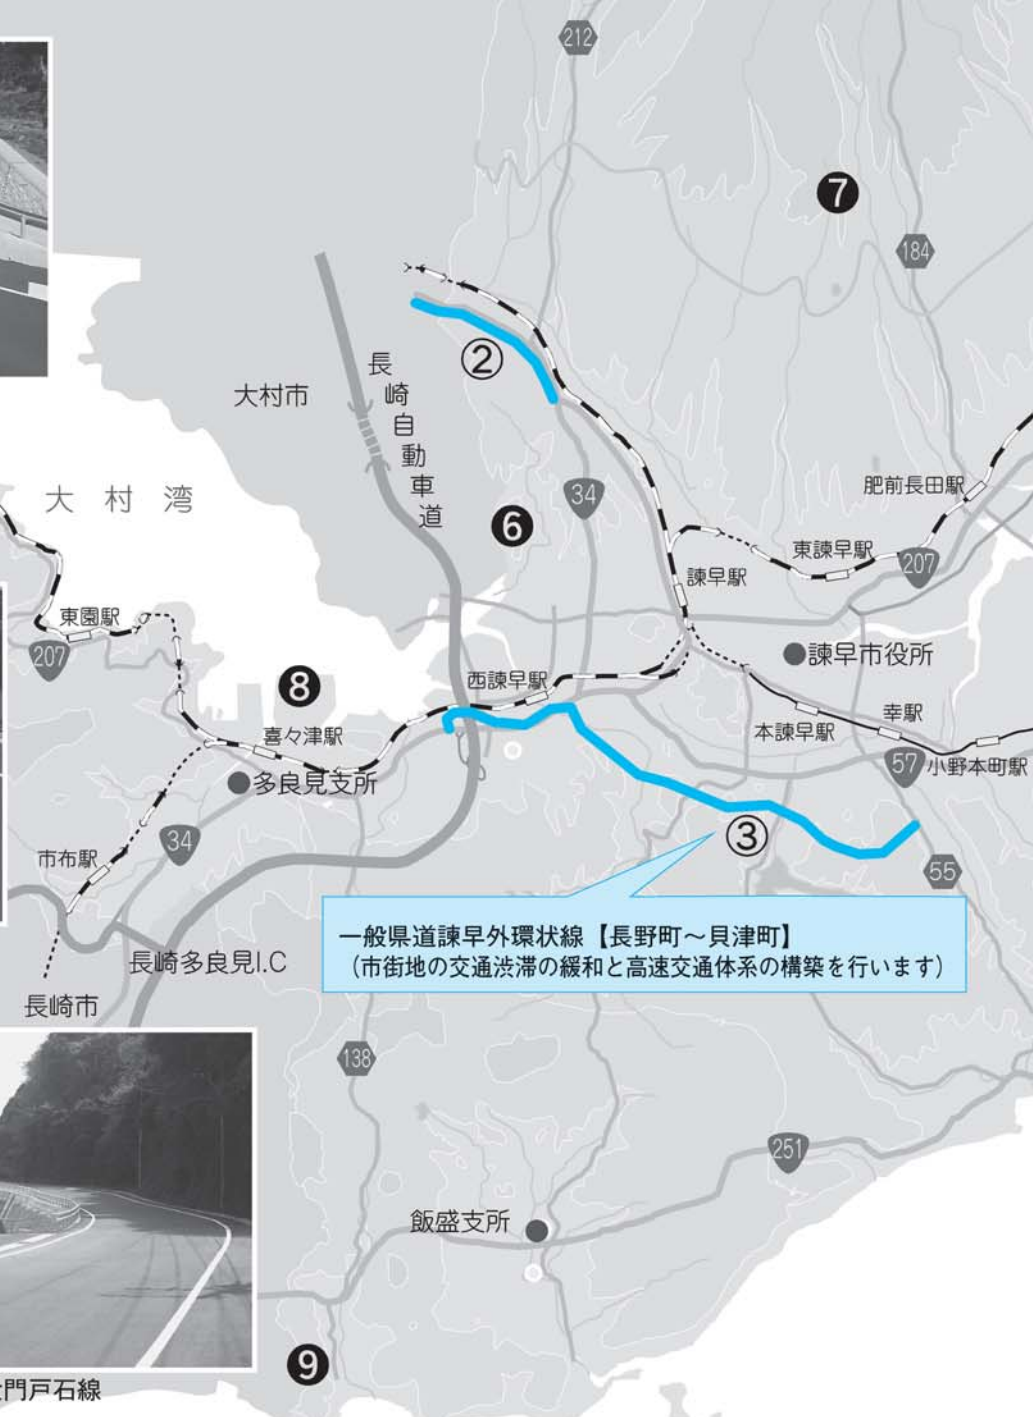 212
❼
184
②
長崎自動車道
大村市
大村湾
34
❻
肥前長田駅
東諫早駅
207
諫早駅
東園駅
207
諫早市役所
❽
西諫早駅
喜々津駅
本諫早駅
幸駅
57
小野本町駅
多良見支所
34
③
市布駅
55
一般県道諫早外環状線【長野町～貝津町】
(市街地の交通渋滞の緩和と高速交通体系の構築を行います)
長崎多良見I.C
長崎市
138
251
飯盛支所
❾
門戸石線